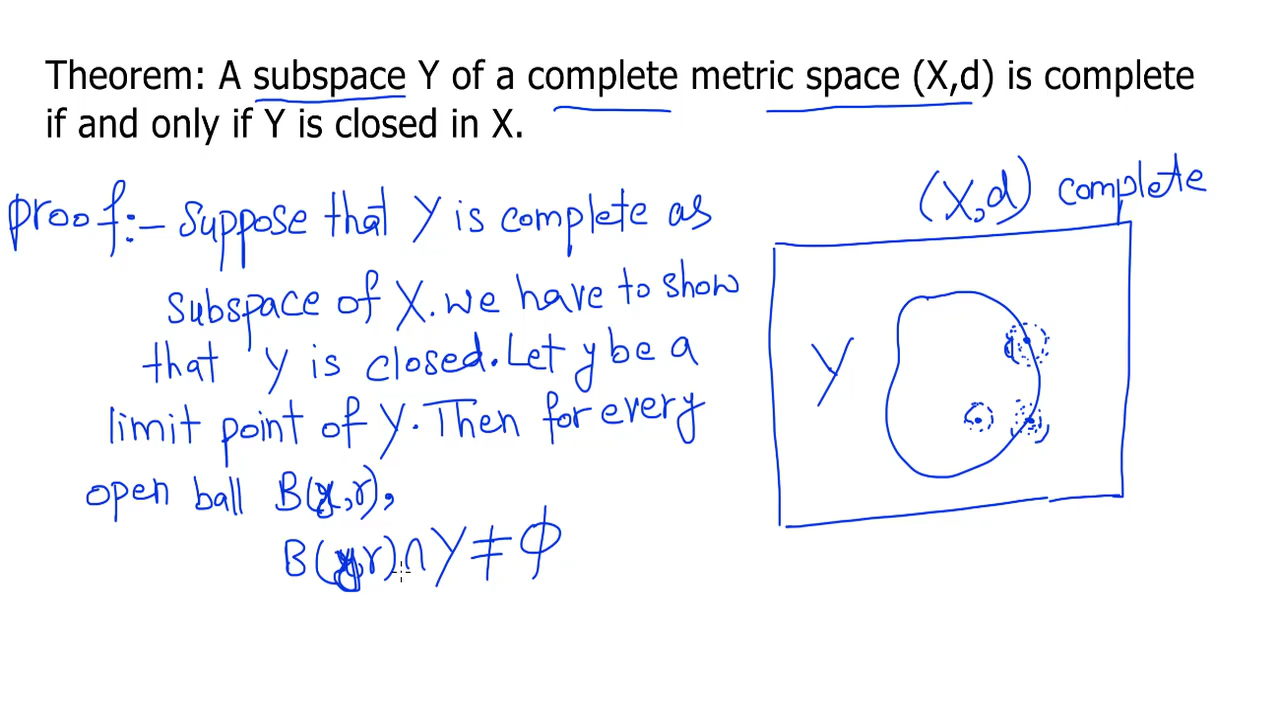 Theorem: A subspace Y of a complete metric space (X,d) is complete
if and only if Y is closed in X.
proof:- Suppose that Y is complete as
subspace of X. we have to show
that Y is closed. Let y be a
limit point of Y. Then for every
open ball B(y,r),
B(y,r)∩Y≠ϕ
(X,d) complete
Y